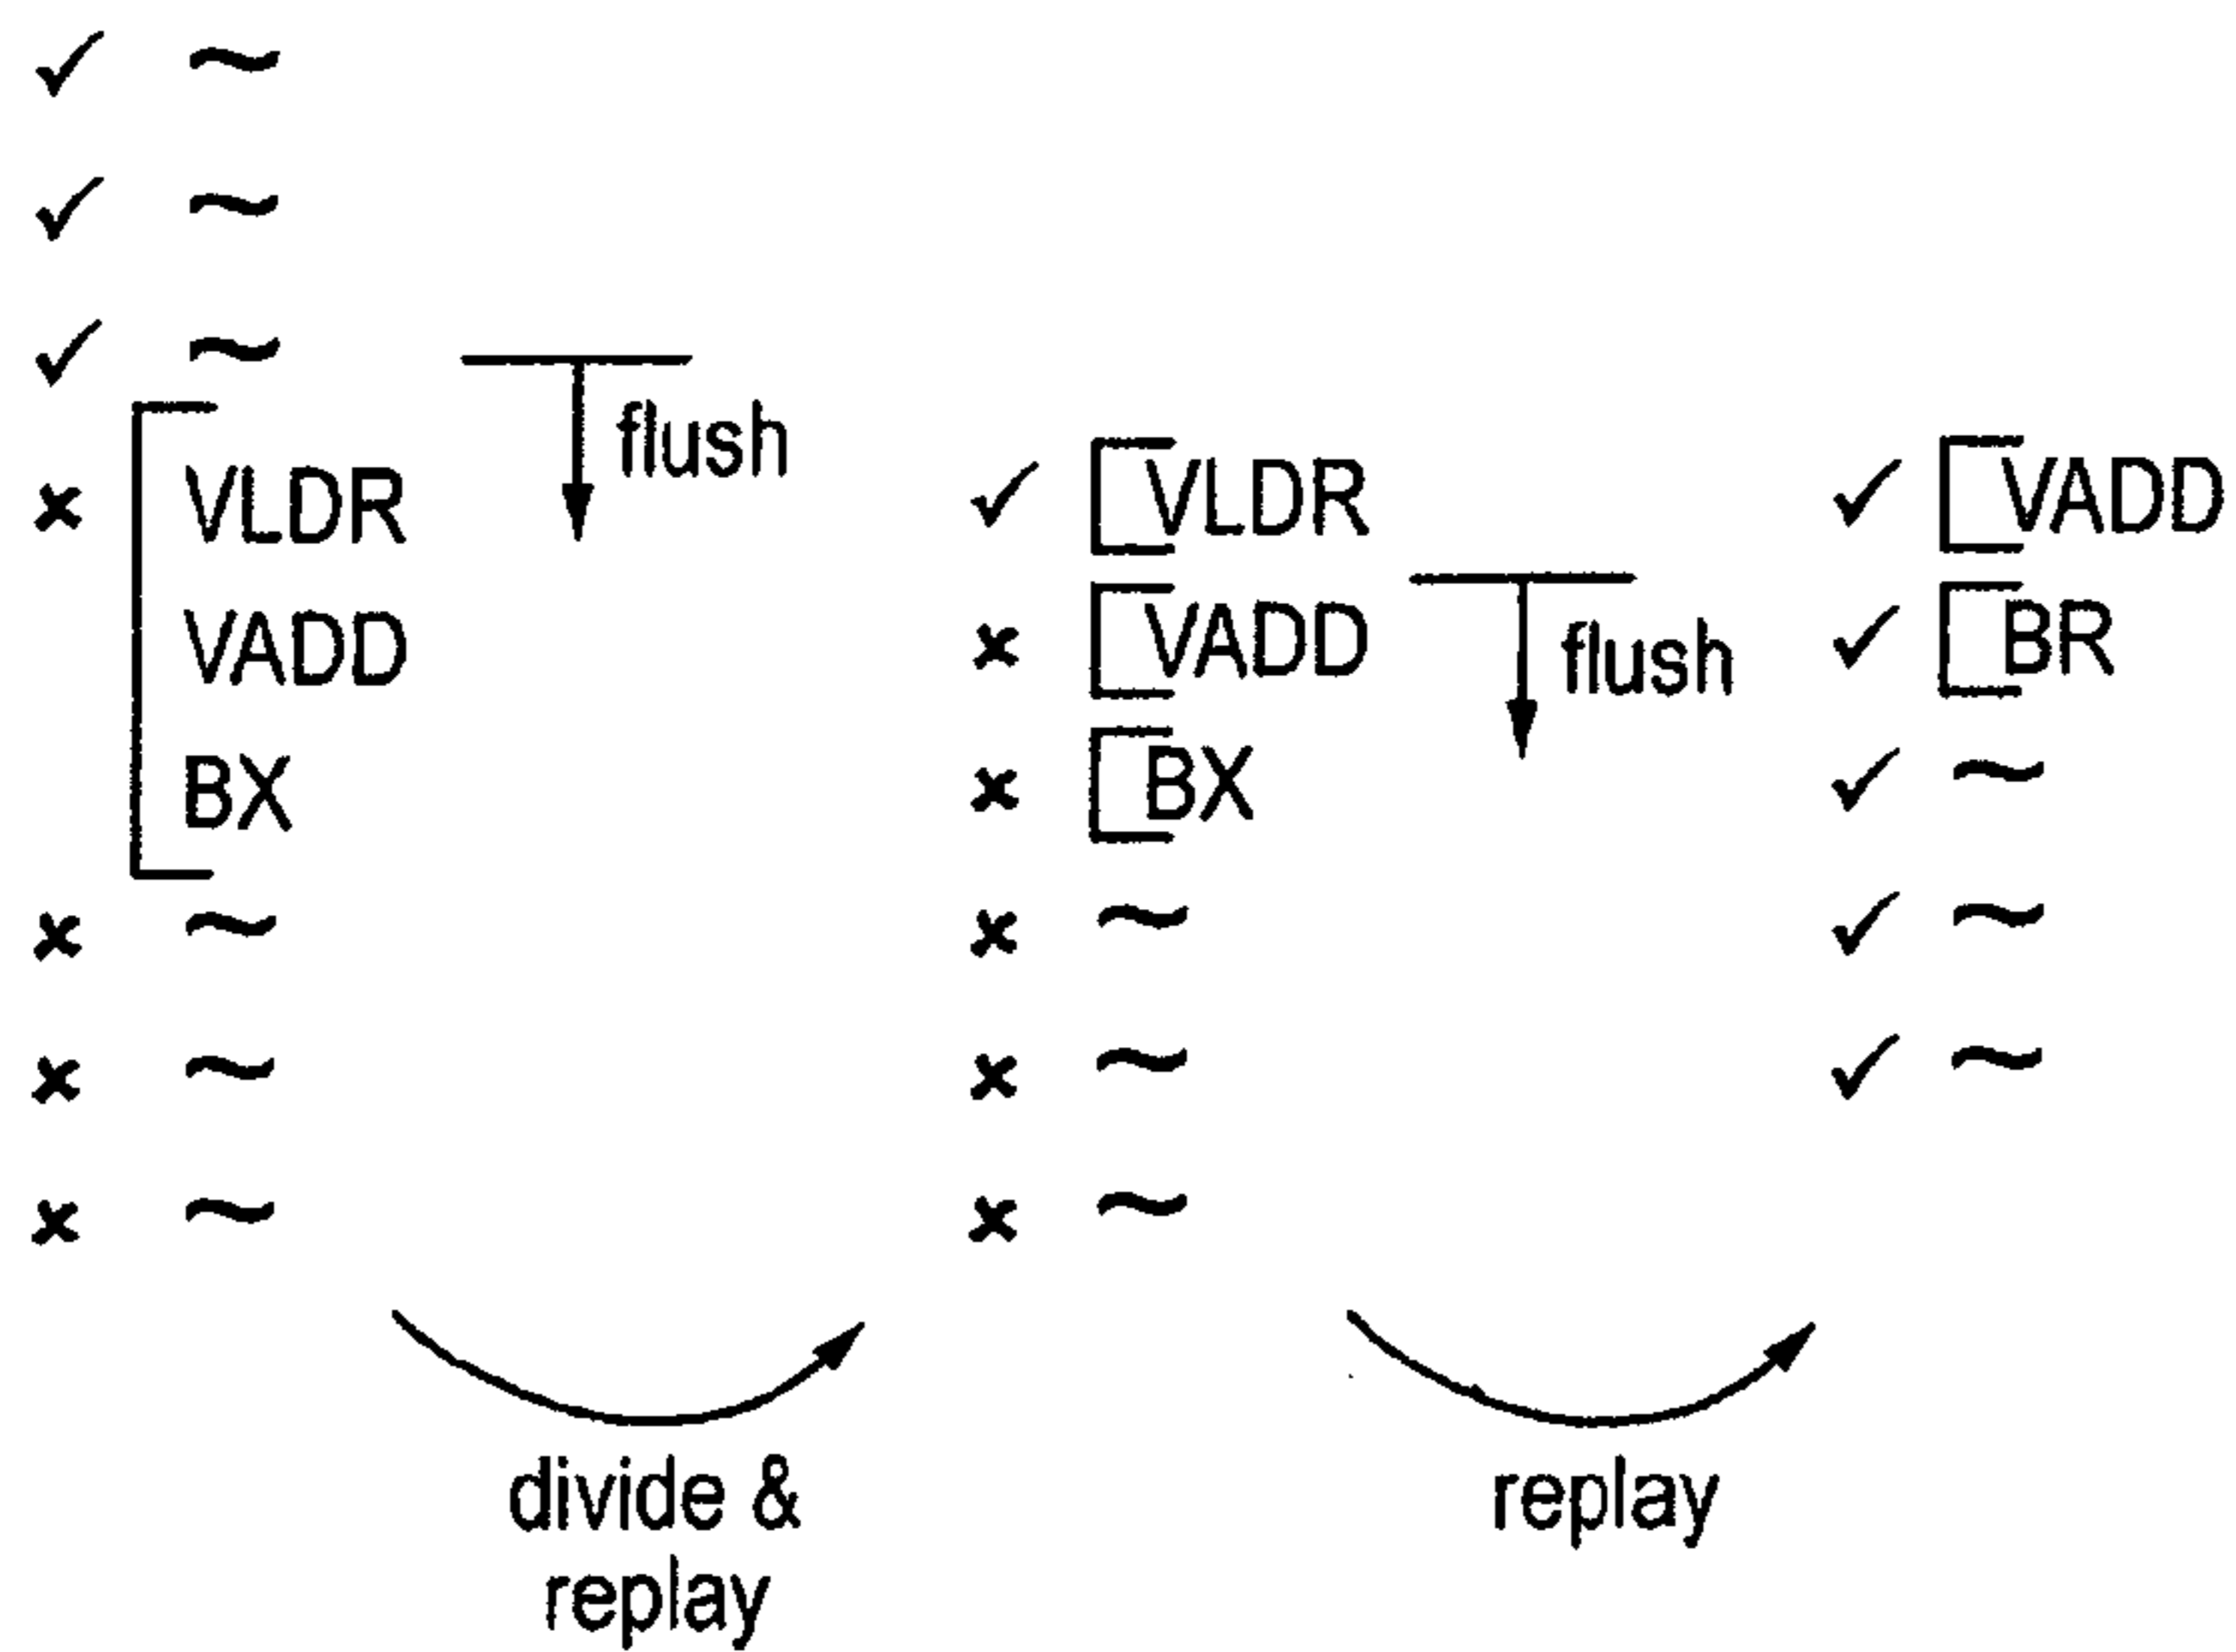 ✓ ~
✓ ~
✓ ~
flush
× VLDR
VADD
BX
× ~
× ~
× ~
divide &
replay
✓ VLDR
× VADD
× BX
flush
× ~
× ~
× ~
replay
✓ VADD
✓ BR
✓ ~
✓ ~
✓ ~